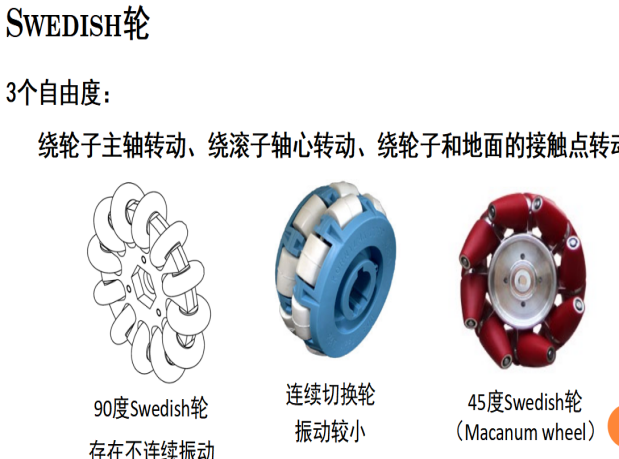 SWEDISH轮
3个自由度：
绕轮子主轴转动、绕滚子轴心转动、绕轮子和地面的接触点转动
90度Swedish轮
存在不连续振动
连续切换轮
振动较小
45度Swedish轮
（Macanum wheel）